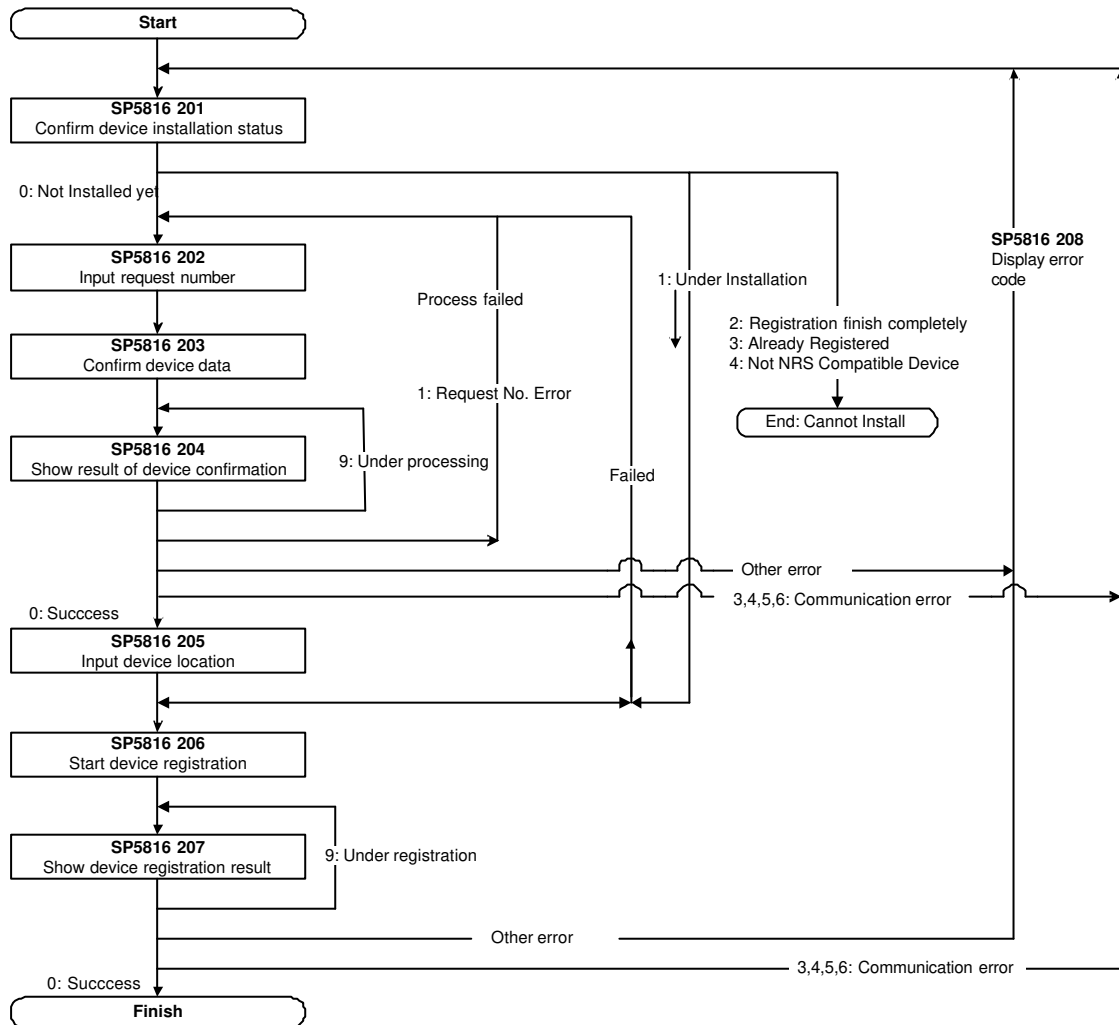 Start
SP5816 201
Confirm device installation status
0: Not Installed yet
SP5816 202
Input request number
SP5816 208
Display error
code
1: Under Installation
Process failed
2: Registration finish completely
3: Already Registered
4: Not NRS Compatible Device
SP5816 203
Confirm device data
1: Request No. Error
End: Cannot Install
SP5816 204
Show result of device confirmation
9: Under processing
Failed
Other error
3,4,5,6: Communication error
0: Succcess
SP5816 205
Input device location
SP5816 206
Start device registration
SP5816 207
Show device registration result
9: Under registration
Other error
3,4,5,6: Communication error
0: Succcess
Finish